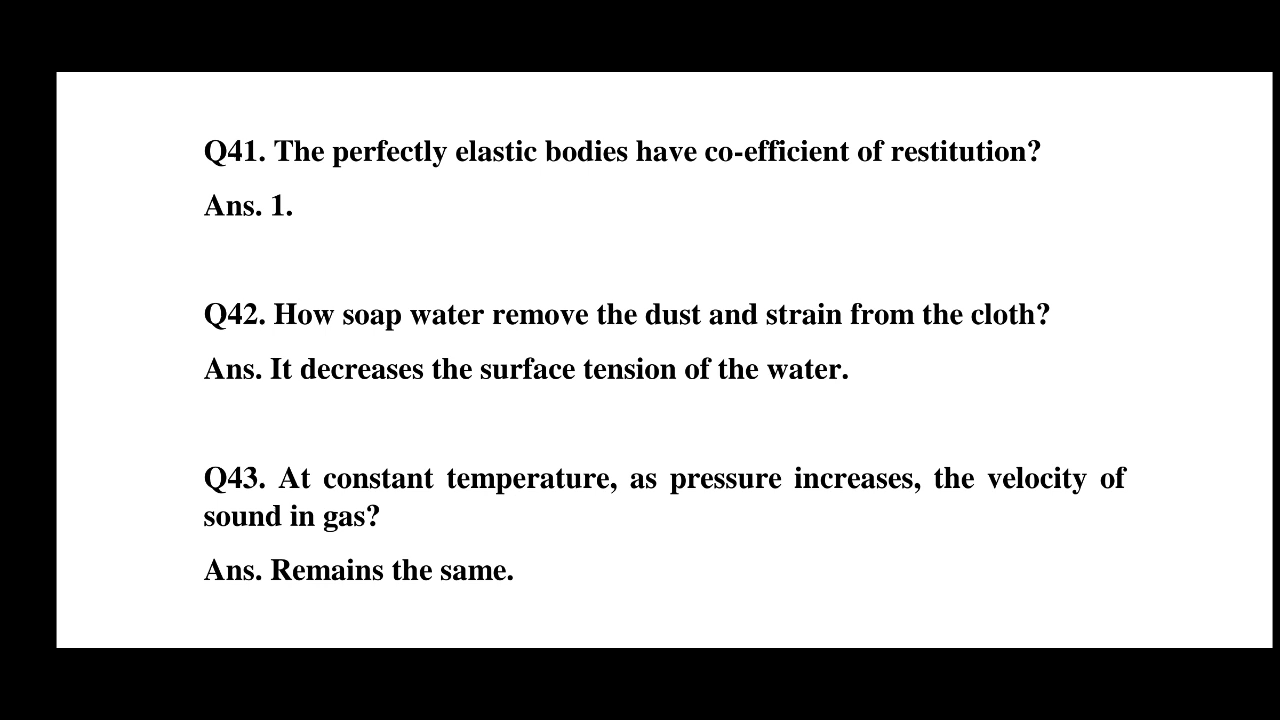 Q41. The perfectly elastic bodies have co-efficient of restitution?
Ans. 1.
Q42. How soap water remove the dust and strain from the cloth?
Ans. It decreases the surface tension of the water.
Q43. At constant temperature, as pressure increases, the velocity of
sound in gas?
Ans. Remains the same.